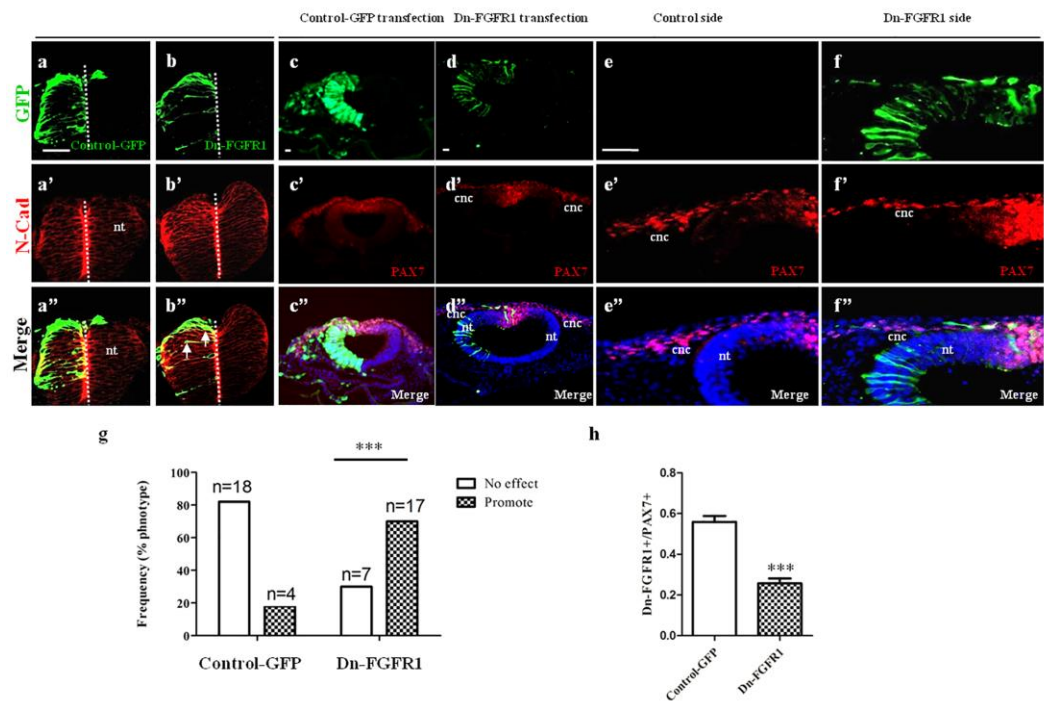 Control-GFP transfection Dn-FGFR1 transfection Control side Dn-FGFR1 side
GFP
a b c d e f
Control-GFP Dn-FGFR1
N-Cad
a' b' c' d' e' f'
nt cnc cnc cnc cnc
PAX7 PAX7 PAX7 PAX7
Merge
a" b" c" d" e" f"
nt cnc nt cnc cnc nt cnc nt
Merge Merge Merge Merge
g
***
n=18 n=4 n=7 n=17
No effect
Promote
Frequency (% phnotype)
100
80
60
40
20
0
Control-GFP Dn-FGFR1
h
Dn-FGFR1+/PAX7+
0.8
0.6
0.4
0.2
0.0
***
Control-GFP Dn-FGFR1